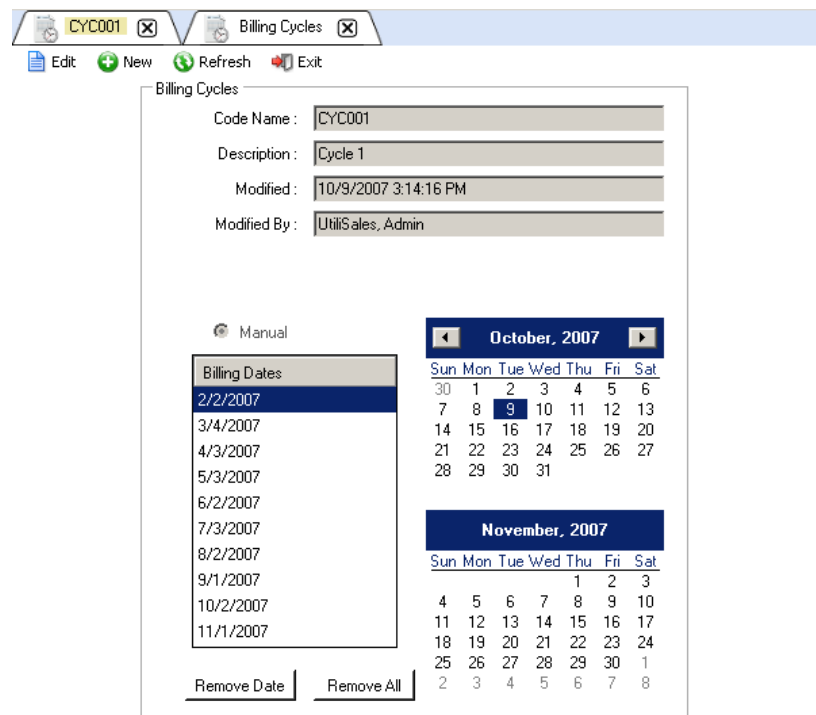 CYC001 Billing Cycles
Edit New Refresh Exit
Billing Cycles
Code Name : CYC001
Description : Cycle 1
Modified : 10/9/2007 3:14:16 PM
Modified By : UtiliSales, Admin
Manual
Billing Dates
2/2/2007
3/4/2007
4/3/2007
5/3/2007
6/2/2007
7/3/2007
8/2/2007
9/1/2007
10/2/2007
11/1/2007
Remove Date Remove All
October, 2007
Sun Mon Tue Wed Thu Fri Sat
30 1 2 3 4 5 6
7 8 9 10 11 12 13
14 15 16 17 18 19 20
21 22 23 24 25 26 27
28 29 30 31
November, 2007
Sun Mon Tue Wed Thu Fri Sat
1 2 3
4 5 6 7 8 9 10
11 12 13 14 15 16 17
18 19 20 21 22 23 24
25 26 27 28 29 30 1
2 3 4 5 6 7 8